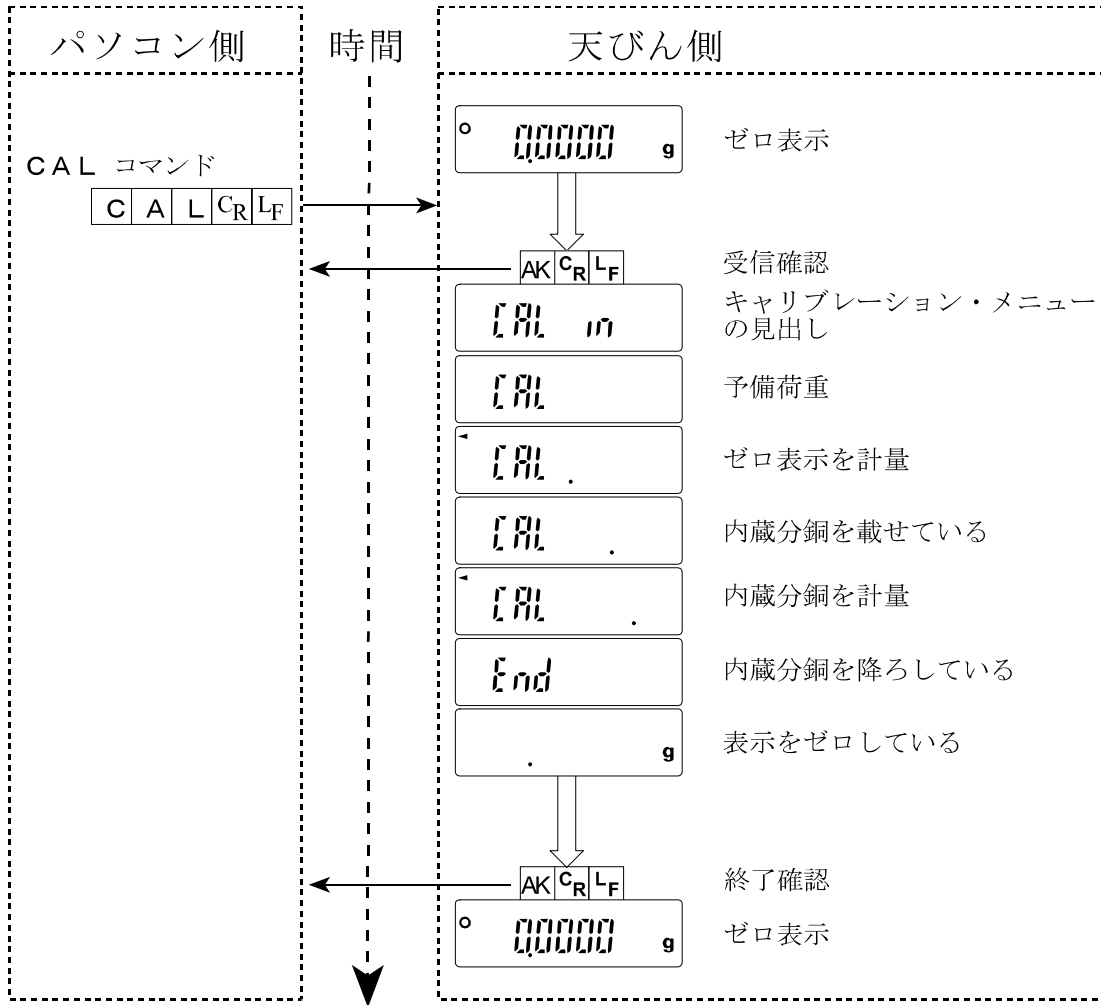 パソコン側 時間 天びん側
0.0000 g ゼロ表示
CAL コマンド
C A L CR LF
AK CR LF 受信確認
CAL in キャリブレーション・メニュー
の見出し
CAL 予備荷重
CAL . ゼロ表示を計量
CAL . 内蔵分銅を載せている
CAL . 内蔵分銅を計量
End 内蔵分銅を降ろしている
. g 表示をゼロしている
AK CR LF 終了確認
0.0000 g ゼロ表示